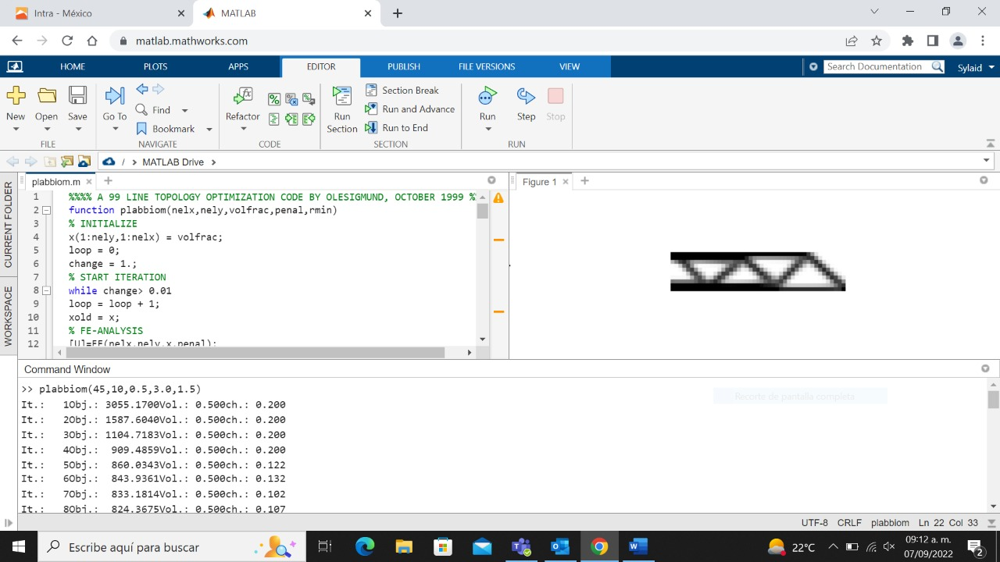 Intra - México
MATLAB
matlab.mathworks.com
HOME
PLOTS
APPS
EDITOR
PUBLISH
FILE VERSIONS
VIEW
Search Documentation
Sylaid
New
Open
Save
Go To
Find
Bookmark
Refactor
Run Section
Section Break
Run and Advance
Run to End
Run
Step
Stop
FILE
NAVIGATE
CODE
SECTION
RUN
/ MATLAB Drive
CURRENT FOLDER
WORKSPACE
plabbiom.m
1 %%%% A 99 LINE TOPOLOGY OPTIMIZATION CODE BY OLESIGMUND, OCTOBER 1999 %
2 function plabbiom(nelx,nely,volfrac,penal,rmin)
3 % INITIALIZE
4 x(1:nely,1:nelx) = volfrac;
5 loop = 0;
6 change = 1.;
7 % START ITERATION
8 while change> 0.01
9 loop = loop + 1;
10 xold = x;
11 % FE-ANALYSIS
12 [U]=FE(nelx,nely,x,penal);
Figure 1
Command Window
>> plabbiom(45,10,0.5,3.0,1.5)
It.: 1Obj.: 3055.1700Vol.: 0.500ch.: 0.200
It.: 2Obj.: 1587.6040Vol.: 0.500ch.: 0.200
It.: 3Obj.: 1104.7183Vol.: 0.500ch.: 0.200
It.: 4Obj.: 909.4859Vol.: 0.500ch.: 0.200
It.: 5Obj.: 860.0343Vol.: 0.500ch.: 0.122
It.: 6Obj.: 843.9361Vol.: 0.500ch.: 0.132
It.: 7Obj.: 833.1814Vol.: 0.500ch.: 0.102
It.: 8Obj.: 824.3675Vol.: 0.500ch.: 0.107
Recorte de pantalla completa
UTF-8 CRLF plabbiom Ln 22 Col 33
Escribe aquí para buscar
22°C
09:12 a. m.
07/09/2022
2